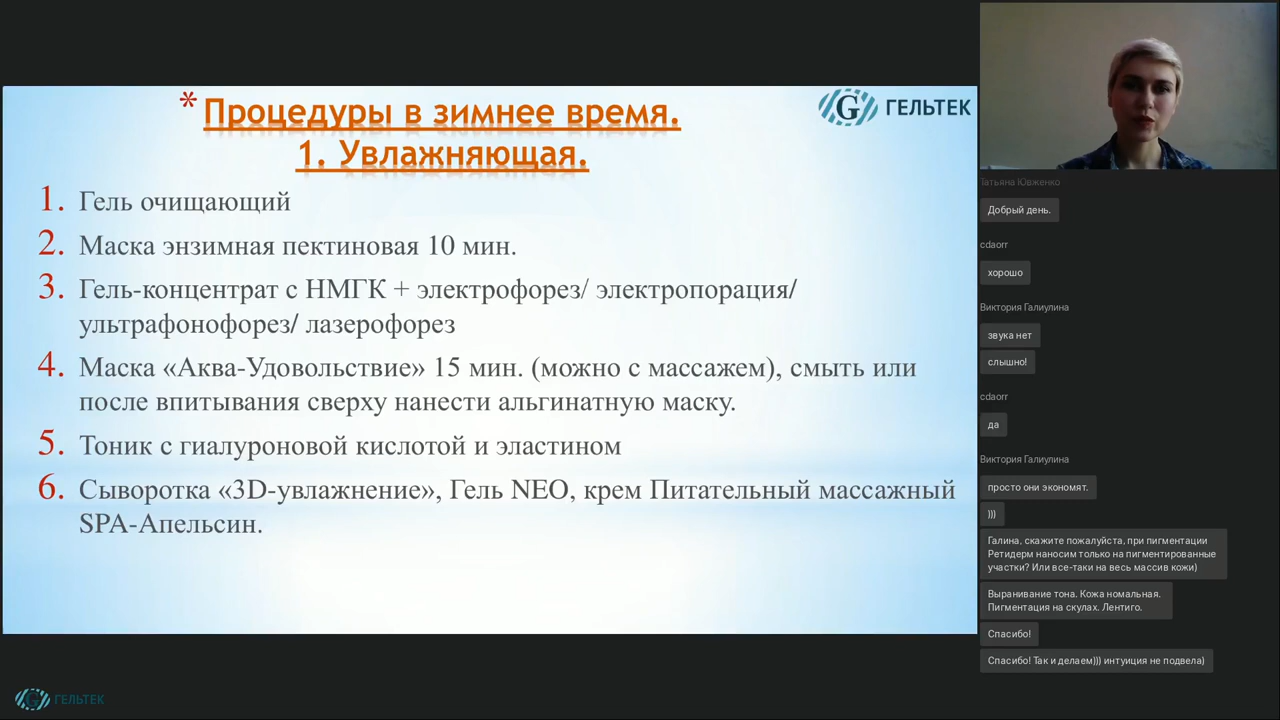 * Процедуры в зимнее время.
1. Увлажняющая.
ГЕЛЬТЕК
1. Гель очищающий
2. Маска энзимная пектиновая 10 мин.
3. Гель-концентрат с НМГК + электрофорез/ электропорация/
ультрафонофорез/ лазерофорез
4. Маска «Аква-Удовольствие» 15 мин. (можно с массажем), смыть или
после впитывания сверху нанести альгинатную маску.
5. Тоник с гиалуроновой кислотой и эластином
6. Сыворотка «3D-увлажнение», Гель NEO, крем Питательный массажный
SPA-Апельсин.
Татьяна Ювженко
Добрый день.
cdaorr
хорошо
Виктория Галиулина
звука нет
слышно!
cdaorr
да
Виктория Галиулина
просто они экономят.
)))
Галина, скажите пожалуйста, при пигментации
Ретидерм наносим только на пигментированные
участки? Или все-таки на весь массив кожи)
Выранивание тона. Кожа номальная.
Пигментация на скулах. Лентиго.
Спасибо!
Спасибо! Так и делаем))) интуиция не подвела)
ГЕЛЬТЕК